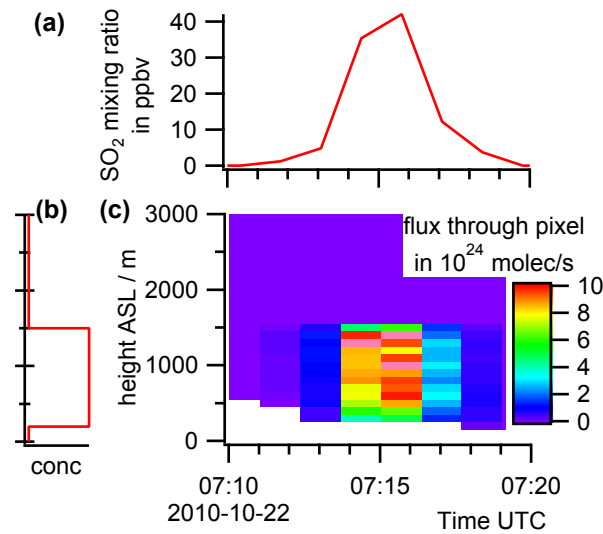 (a)
SO2 mixing ratio
in ppbv
40
30
20
10
0
(b)
conc
(c)
height ASL / m
3000
2000
1000
0
flux through pixel
in 10^24 molec/s
10
8
6
4
2
0
07:10
07:15
07:20
2010-10-22
Time UTC